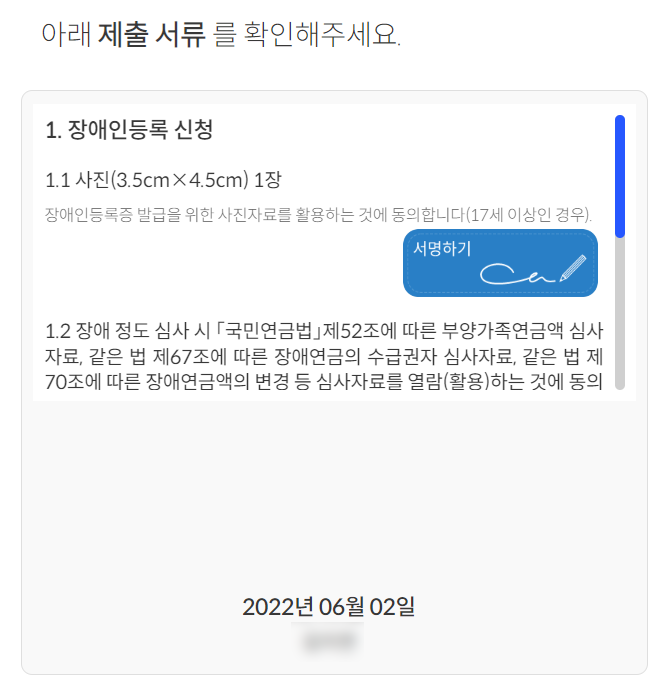 아래 제출 서류 를 확인해주세요.
1. 장애인등록 신청
1.1 사진(3.5cm×4.5cm) 1장
장애인등록증 발급을 위한 사진자료를 활용하는 것에 동의합니다(17세 이상인 경우).
서명하기
1.2 장애 정도 심사 시 「국민연금법」제52조에 따른 부양가족연금액 심사
자료, 같은 법 제67조에 따른 장애연금의 수급권자 심사자료, 같은 법 제
70조에 따른 장애연금액의 변경 등 심사자료를 열람(활용)하는 것에 동의
2022년 06월 02일